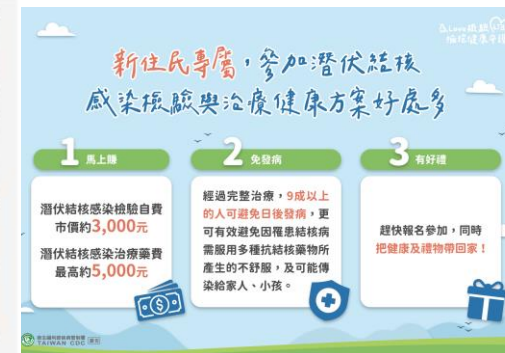 新住民專屬,參加潛伏結核
感染檢驗與治療健康方案好處多
1 馬上賺
潛伏結核感染檢驗自費
市價約3,000元
潛伏結核感染治療藥費
最高約5,000元
2 免發病
經過完整治療,9成以上
的人可避免日後發病,更
可有效避免因罹患結核病
需服用多種抗結核藥物所
產生的不舒服,及可能傳
染給家人、小孩。
3 有好禮
趕快報名參加,同時
把健康及禮物帶回家!
TAIWAN CDC